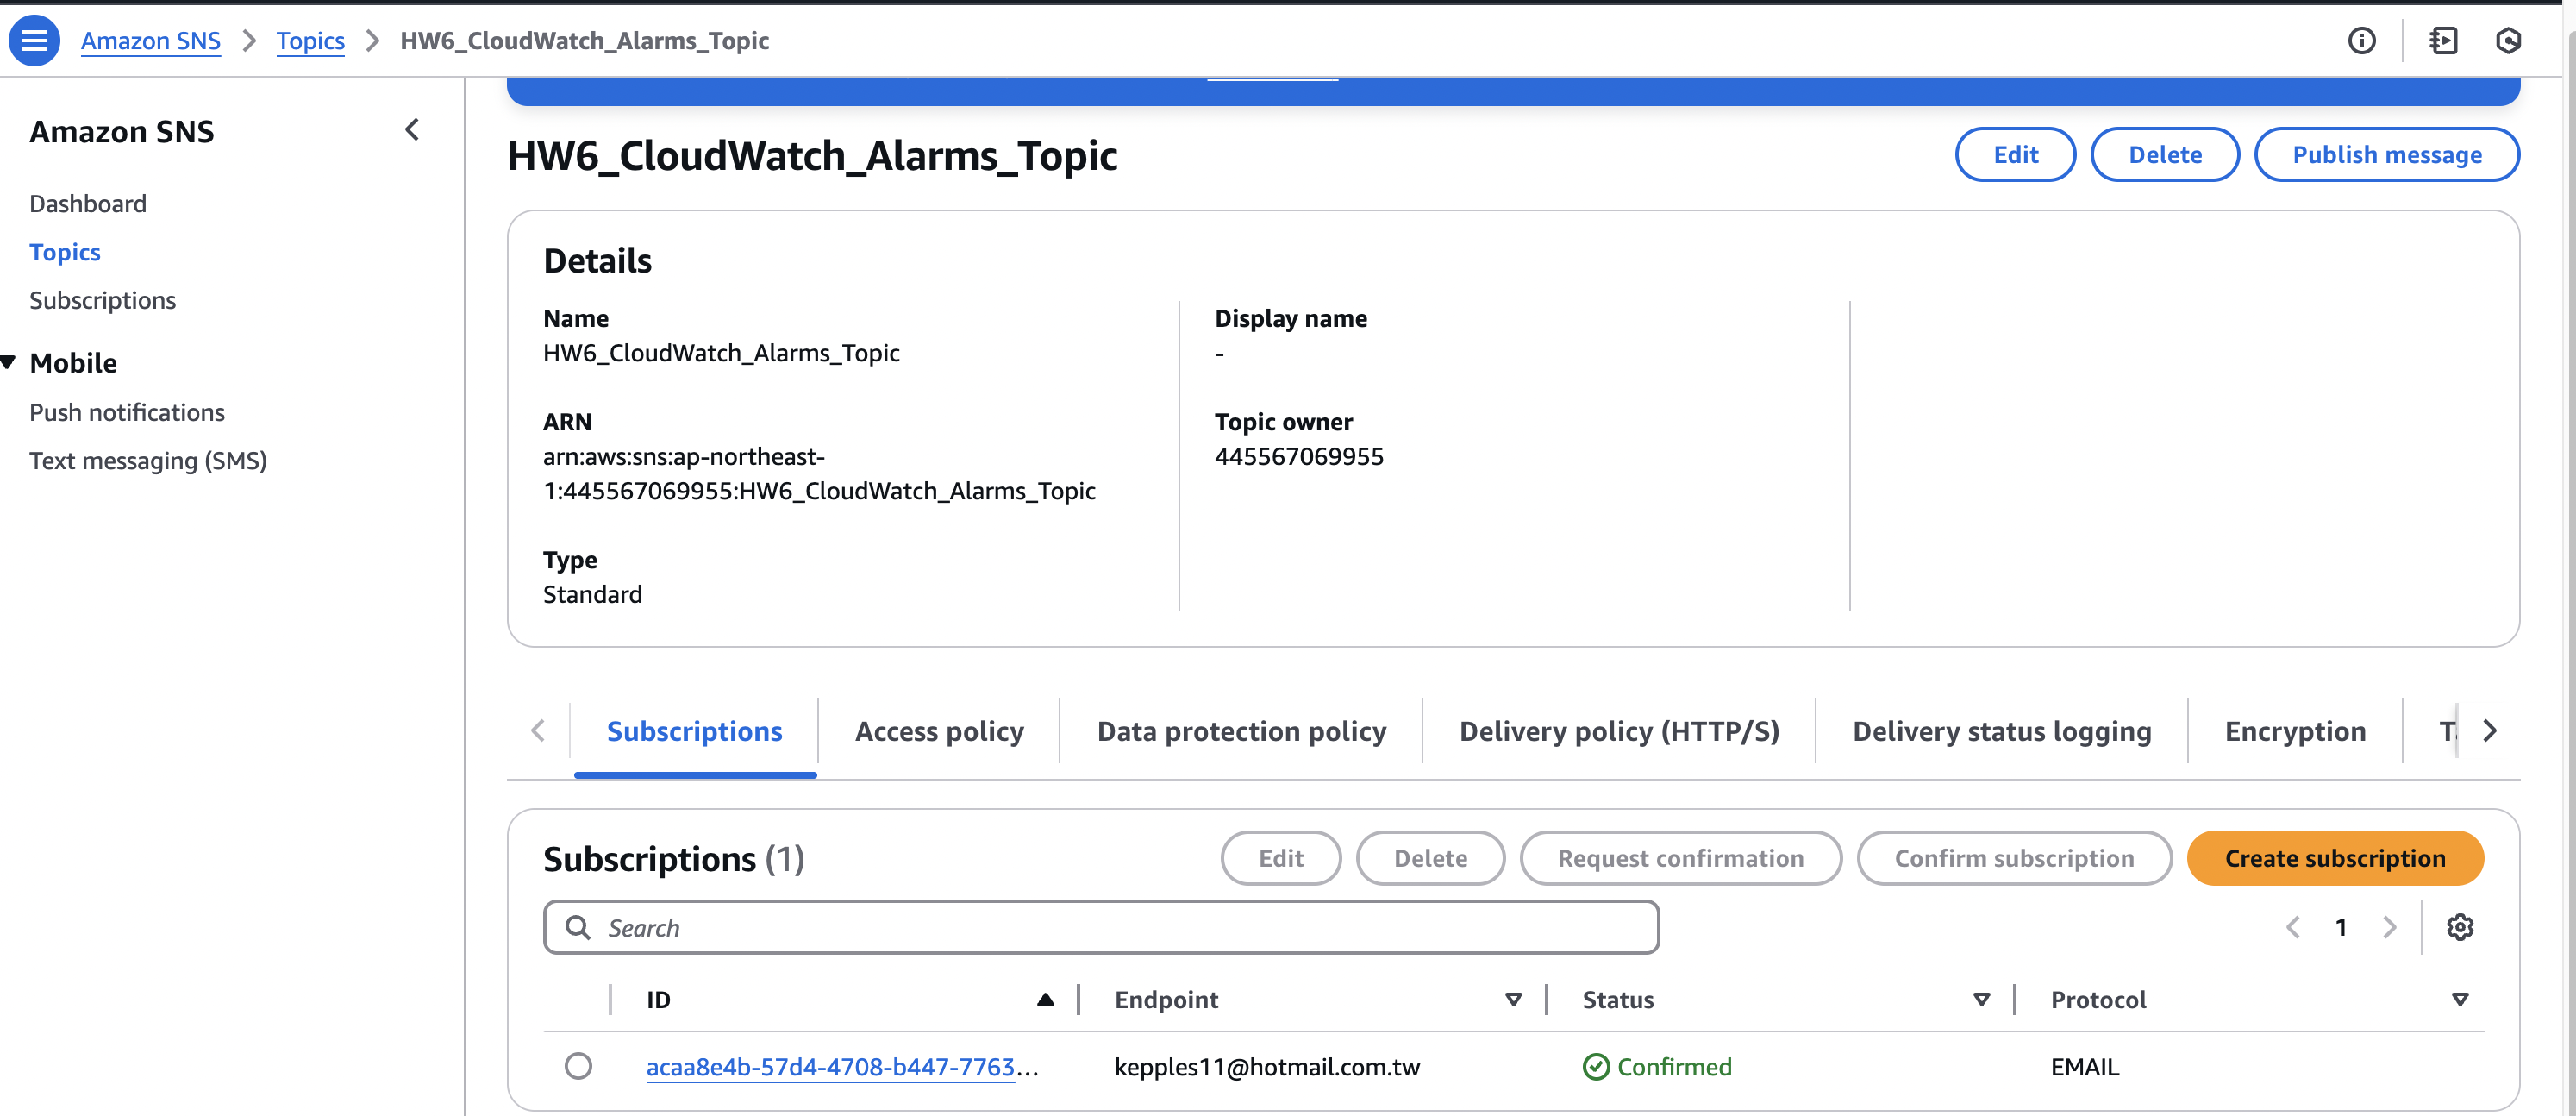 Amazon SNS > Topics > HW6_CloudWatch_Alarms_Topic
Amazon SNS
Dashboard
Topics
Subscriptions
Mobile
Push notifications
Text messaging (SMS)
HW6_CloudWatch_Alarms_Topic
Edit Delete Publish message
Details
Name
HW6_CloudWatch_Alarms_Topic
ARN
arn:aws:sns:ap-northeast-
1:445567069955:HW6_CloudWatch_Alarms_Topic
Type
Standard
Display name
-
Topic owner
445567069955
Subscriptions Access policy Data protection policy Delivery policy (HTTP/S) Delivery status logging Encryption
Subscriptions (1)
Edit Delete Request confirmation Confirm subscription Create subscription
Search
1
ID Endpoint Status Protocol
acaa8e4b-57d4-4708-b447-7763... kepples11@hotmail.com.tw Confirmed EMAIL